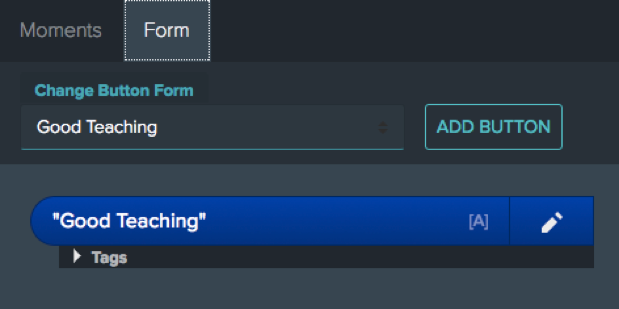 Moments Form
Change Button Form
Good Teaching ADD BUTTON
"Good Teaching" [A]
Tags